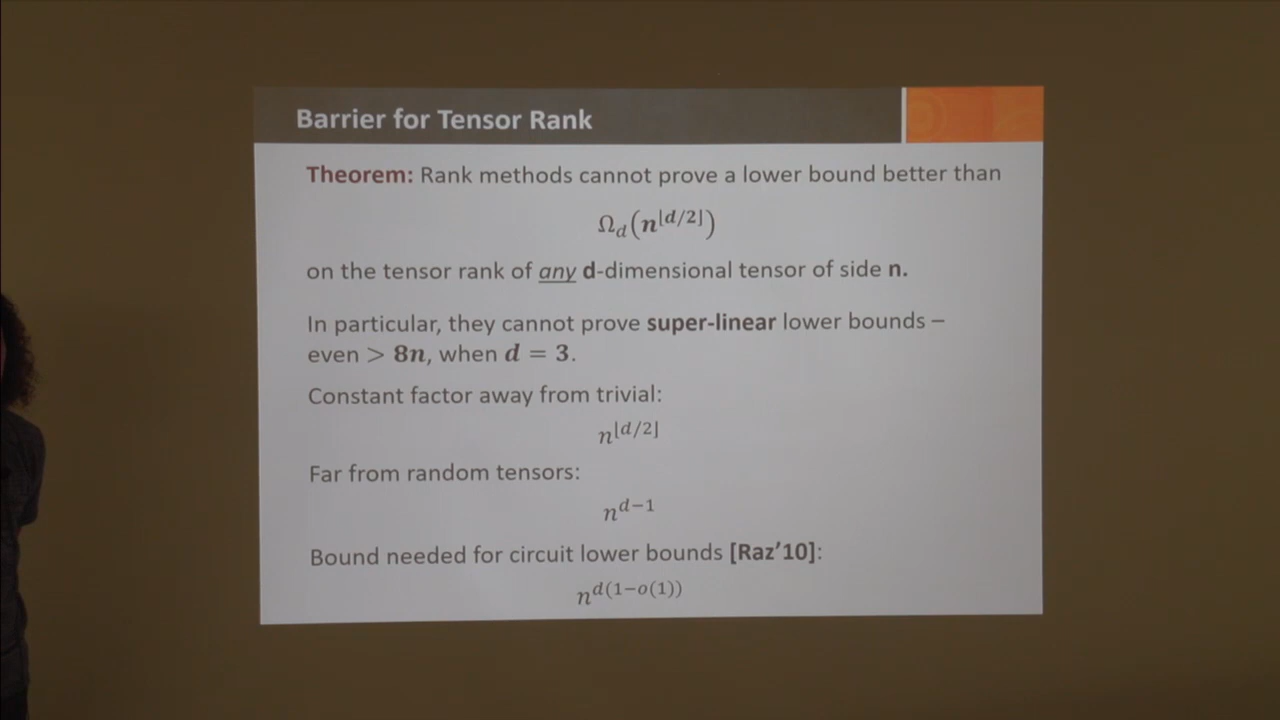 Barrier for Tensor Rank
Theorem: Rank methods cannot prove a lower bound better than
Ω_d(n^{⌊d/2⌋})
on the tensor rank of any d-dimensional tensor of side n.
In particular, they cannot prove super-linear lower bounds –
even > 8n, when d = 3.
Constant factor away from trivial:
n^{⌊d/2⌋}
Far from random tensors:
n^{d−1}
Bound needed for circuit lower bounds [Raz'10]:
n^{d(1−o(1))}